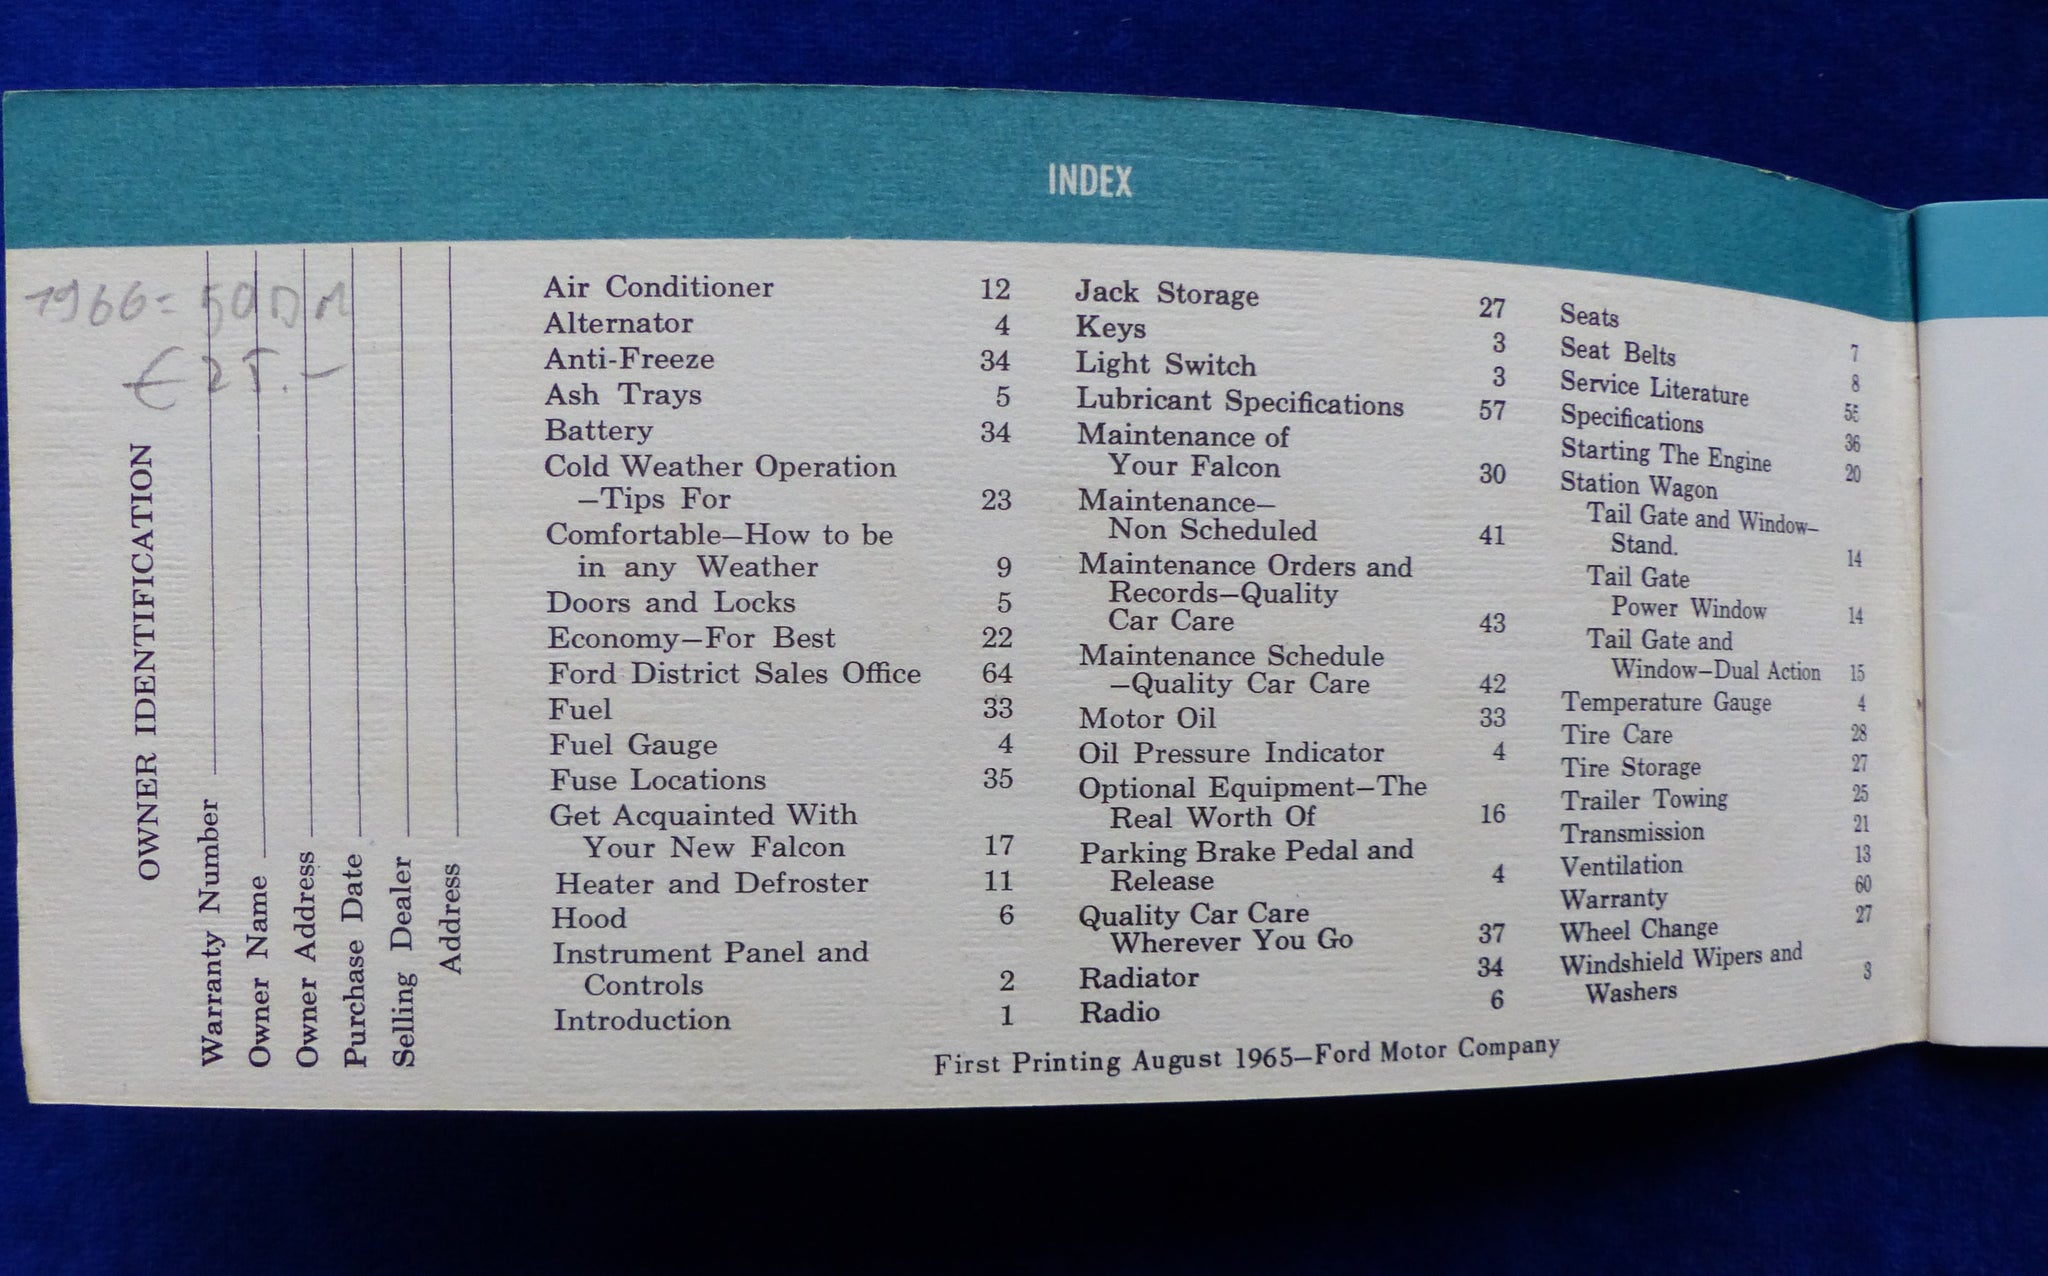 INDEX
1966 = 50 DM
€ 25.–
OWNER IDENTIFICATION
Warranty Number
Owner Name
Owner Address
Purchase Date
Selling Dealer
Address
Air Conditioner 12
Alternator 4
Anti-Freeze 34
Ash Trays 5
Battery 34
Cold Weather Operation
–Tips For 23
Comfortable–How to be
in any Weather 9
Doors and Locks 5
Economy–For Best 22
Ford District Sales Office 64
Fuel 33
Fuel Gauge 4
Fuse Locations 35
Get Acquainted With
Your New Falcon 17
Heater and Defroster 11
Hood 6
Instrument Panel and
Controls 2
Introduction 1
Jack Storage 27
Keys 3
Light Switch 3
Lubricant Specifications 57
Maintenance of
Your Falcon 30
Maintenance–
Non Scheduled 41
Maintenance Orders and
Records–Quality
Car Care 43
Maintenance Schedule
–Quality Car Care 42
Motor Oil 33
Oil Pressure Indicator 4
Optional Equipment–The
Real Worth Of 16
Parking Brake Pedal and
Release 4
Quality Car Care
Wherever You Go 37
Radiator 34
Radio 6
Seats 7
Seat Belts 8
Service Literature 55
Specifications 36
Starting The Engine 20
Station Wagon
Tail Gate and Window–
Stand. 14
Tail Gate
Power Window 14
Tail Gate and
Window–Dual Action 15
Temperature Gauge 4
Tire Care 28
Tire Storage 27
Trailer Towing 25
Transmission 21
Ventilation 13
Warranty 60
Wheel Change 27
Windshield Wipers and
Washers 3
First Printing August 1965–Ford Motor Company